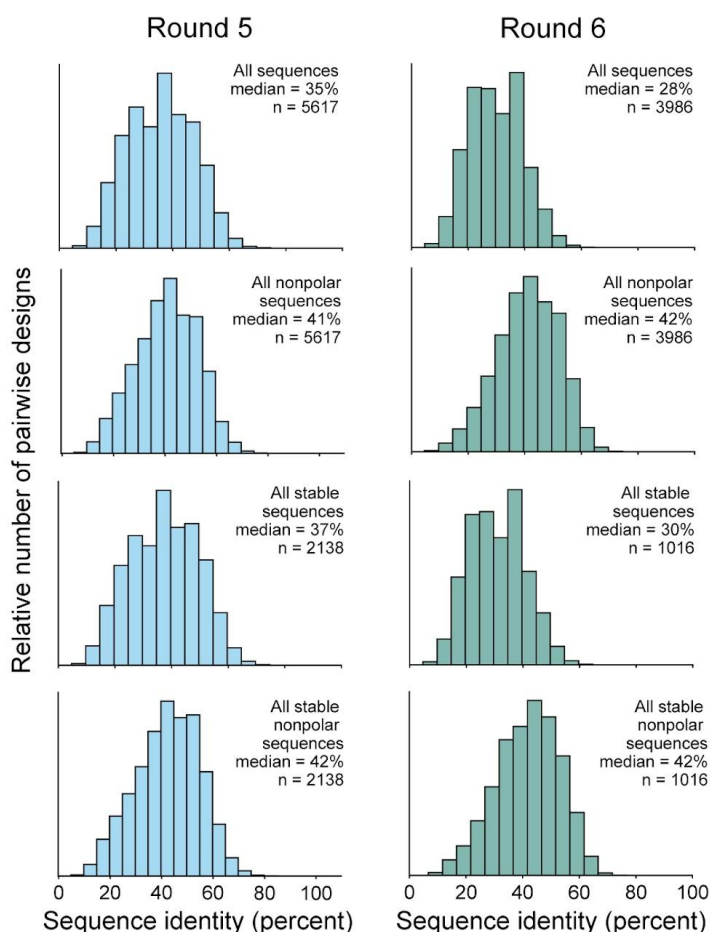 Round 5
Round 6
All sequences
median = 35%
n = 5617
All sequences
median = 28%
n = 3986
All nonpolar
sequences
median = 41%
n = 5617
All nonpolar
sequences
median = 42%
n = 3986
All stable
sequences
median = 37%
n = 2138
All stable
sequences
median = 30%
n = 1016
All stable
nonpolar
sequences
median = 42%
n = 2138
All stable
nonpolar
sequences
median = 42%
n = 1016
Relative number of pairwise designs
0 20 40 60 80 100
0 20 40 60 80 100
Sequence identity (percent)
Sequence identity (percent)